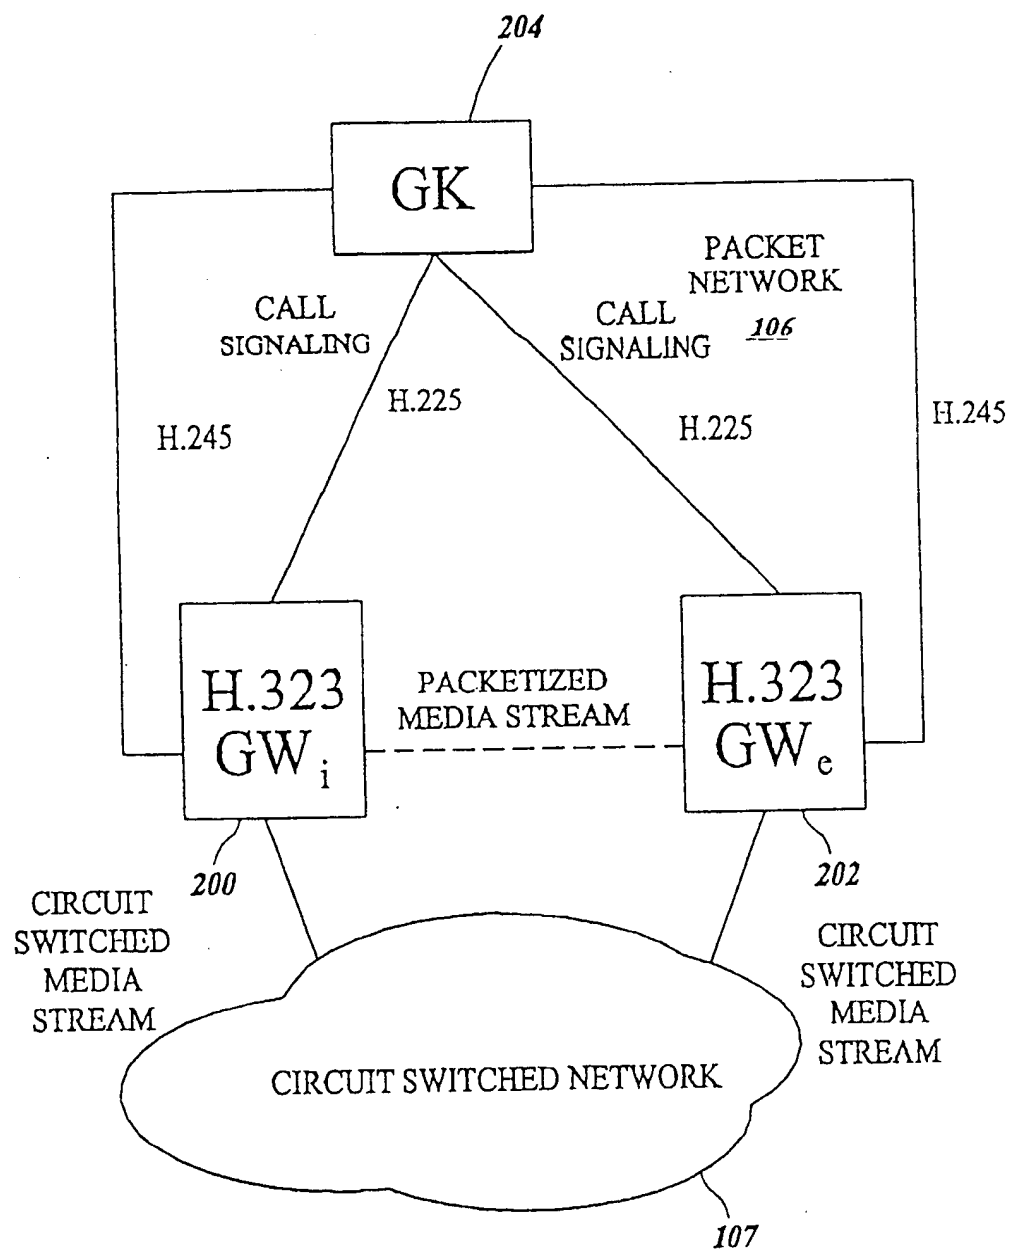 204
GK
PACKET
NETWORK
106
CALL
SIGNALING
CALL
SIGNALING
H.225
H.245
H.225
H.245
H.323
GWi
PACKETIZED
MEDIA STREAM
H.323
GWe
200
202
CIRCUIT
SWITCHED
MEDIA
STREAM
CIRCUIT
SWITCHED
MEDIA
STREAM
CIRCUIT SWITCHED NETWORK
107